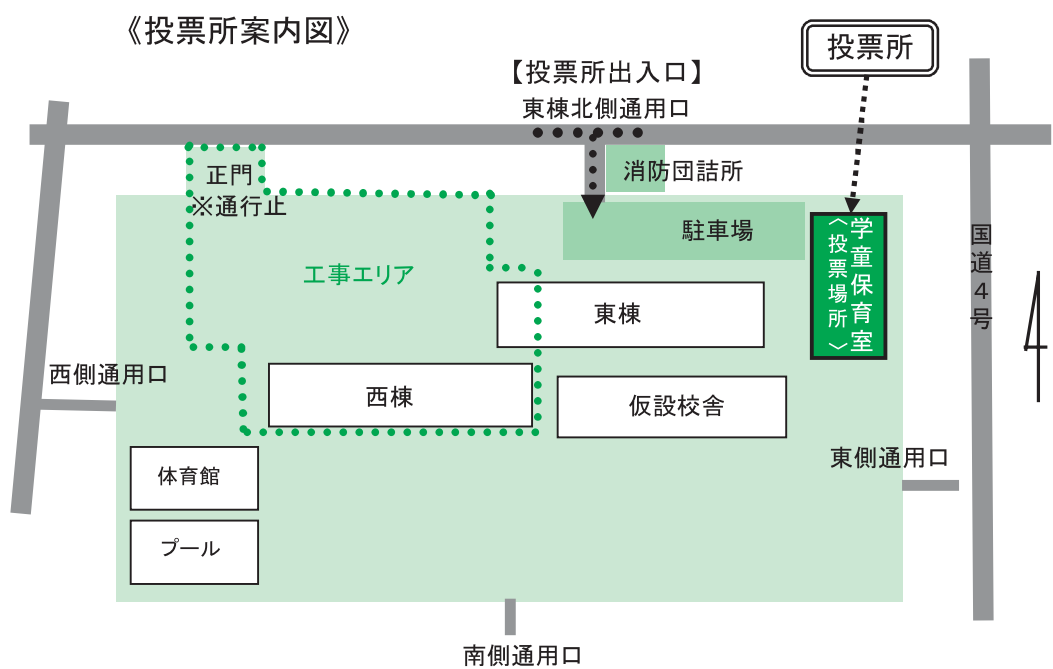 《投票所案内図》
投票所
【投票所出入口】
東棟北側通用口
正門
※通行止
消防団詰所
駐車場
学童保育室
〈投票場所〉
国道4号
工事エリア
東棟
西棟
仮設校舎
西側通用口
体育館
プール
東側通用口
南側通用口